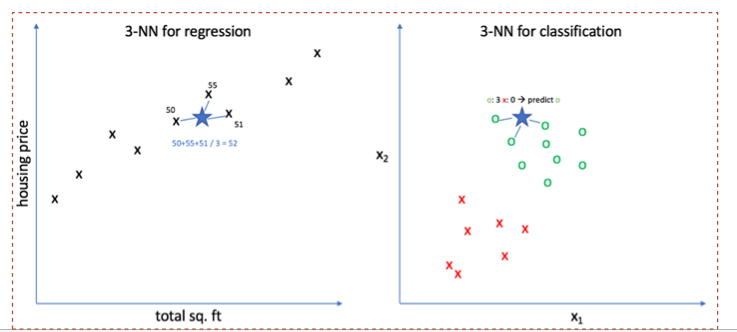 3-NN for regression
housing price
50
55
51
50+55+51 / 3 = 52
x
x
x
x
x
x
x
x
x
total sq. ft
3-NN for classification
o: 3 x: 0 → predict o
x₂
o
o
o
o
o
o
o
o
o
x
x
x
x
x
x
x
x₁